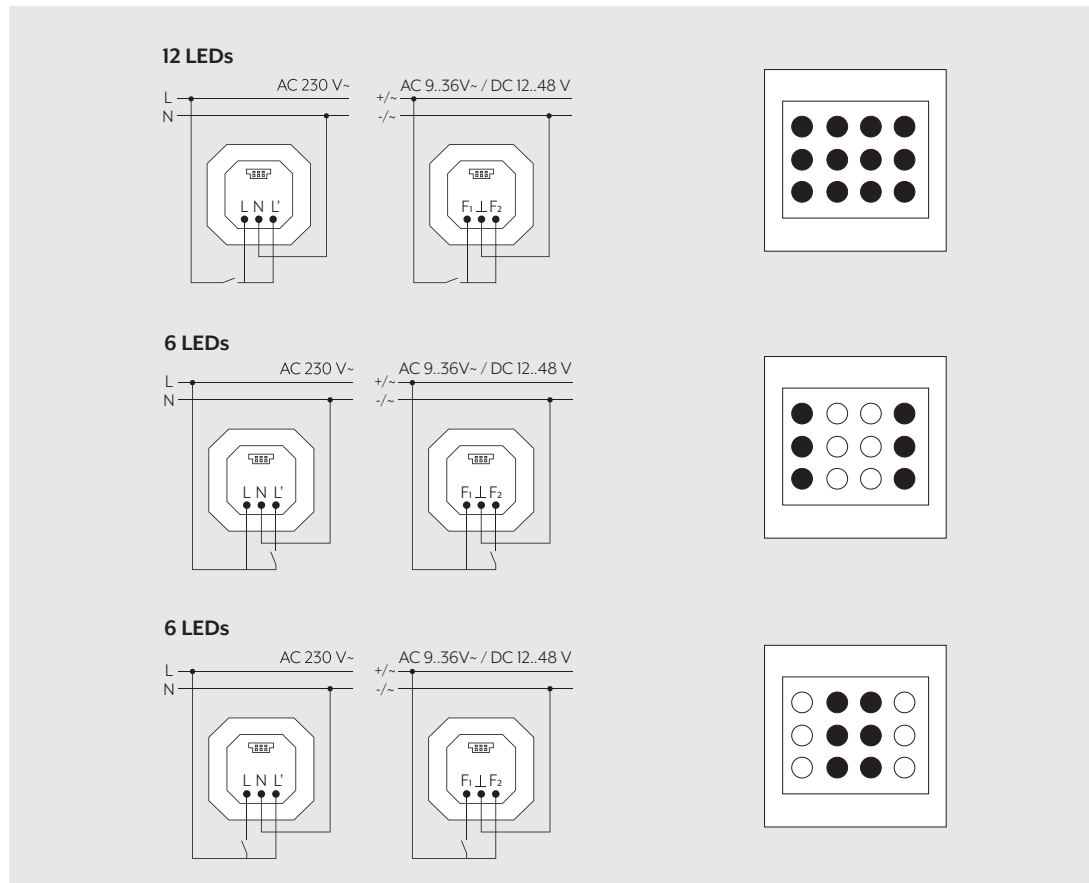 12 LEDs
AC 230 V~ AC 9..36V~ / DC 12..48 V
L +/~
N -/~
L N L' F1 ⊥ F2
6 LEDs
AC 230 V~ AC 9..36V~ / DC 12..48 V
L +/~
N -/~
L N L' F1 ⊥ F2
6 LEDs
AC 230 V~ AC 9..36V~ / DC 12..48 V
L +/~
N -/~
L N L' F1 ⊥ F2